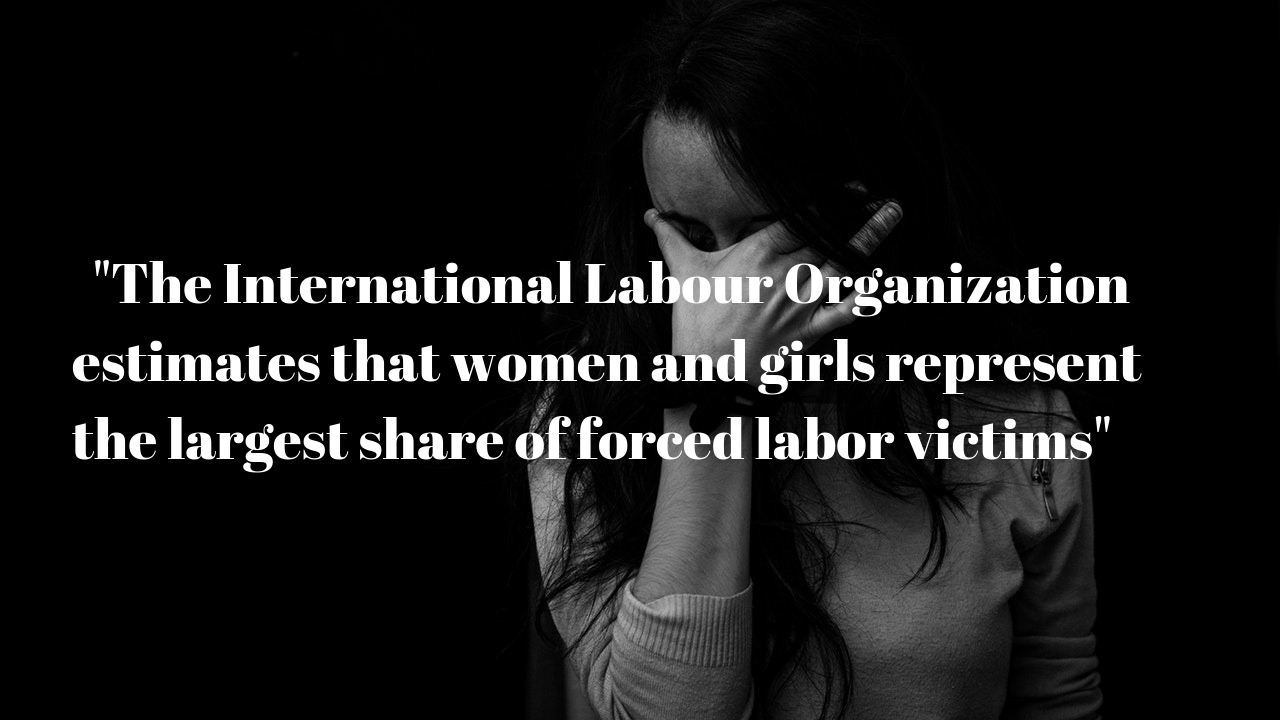 "The International Labour Organization
estimates that women and girls represent
the largest share of forced labor victims"